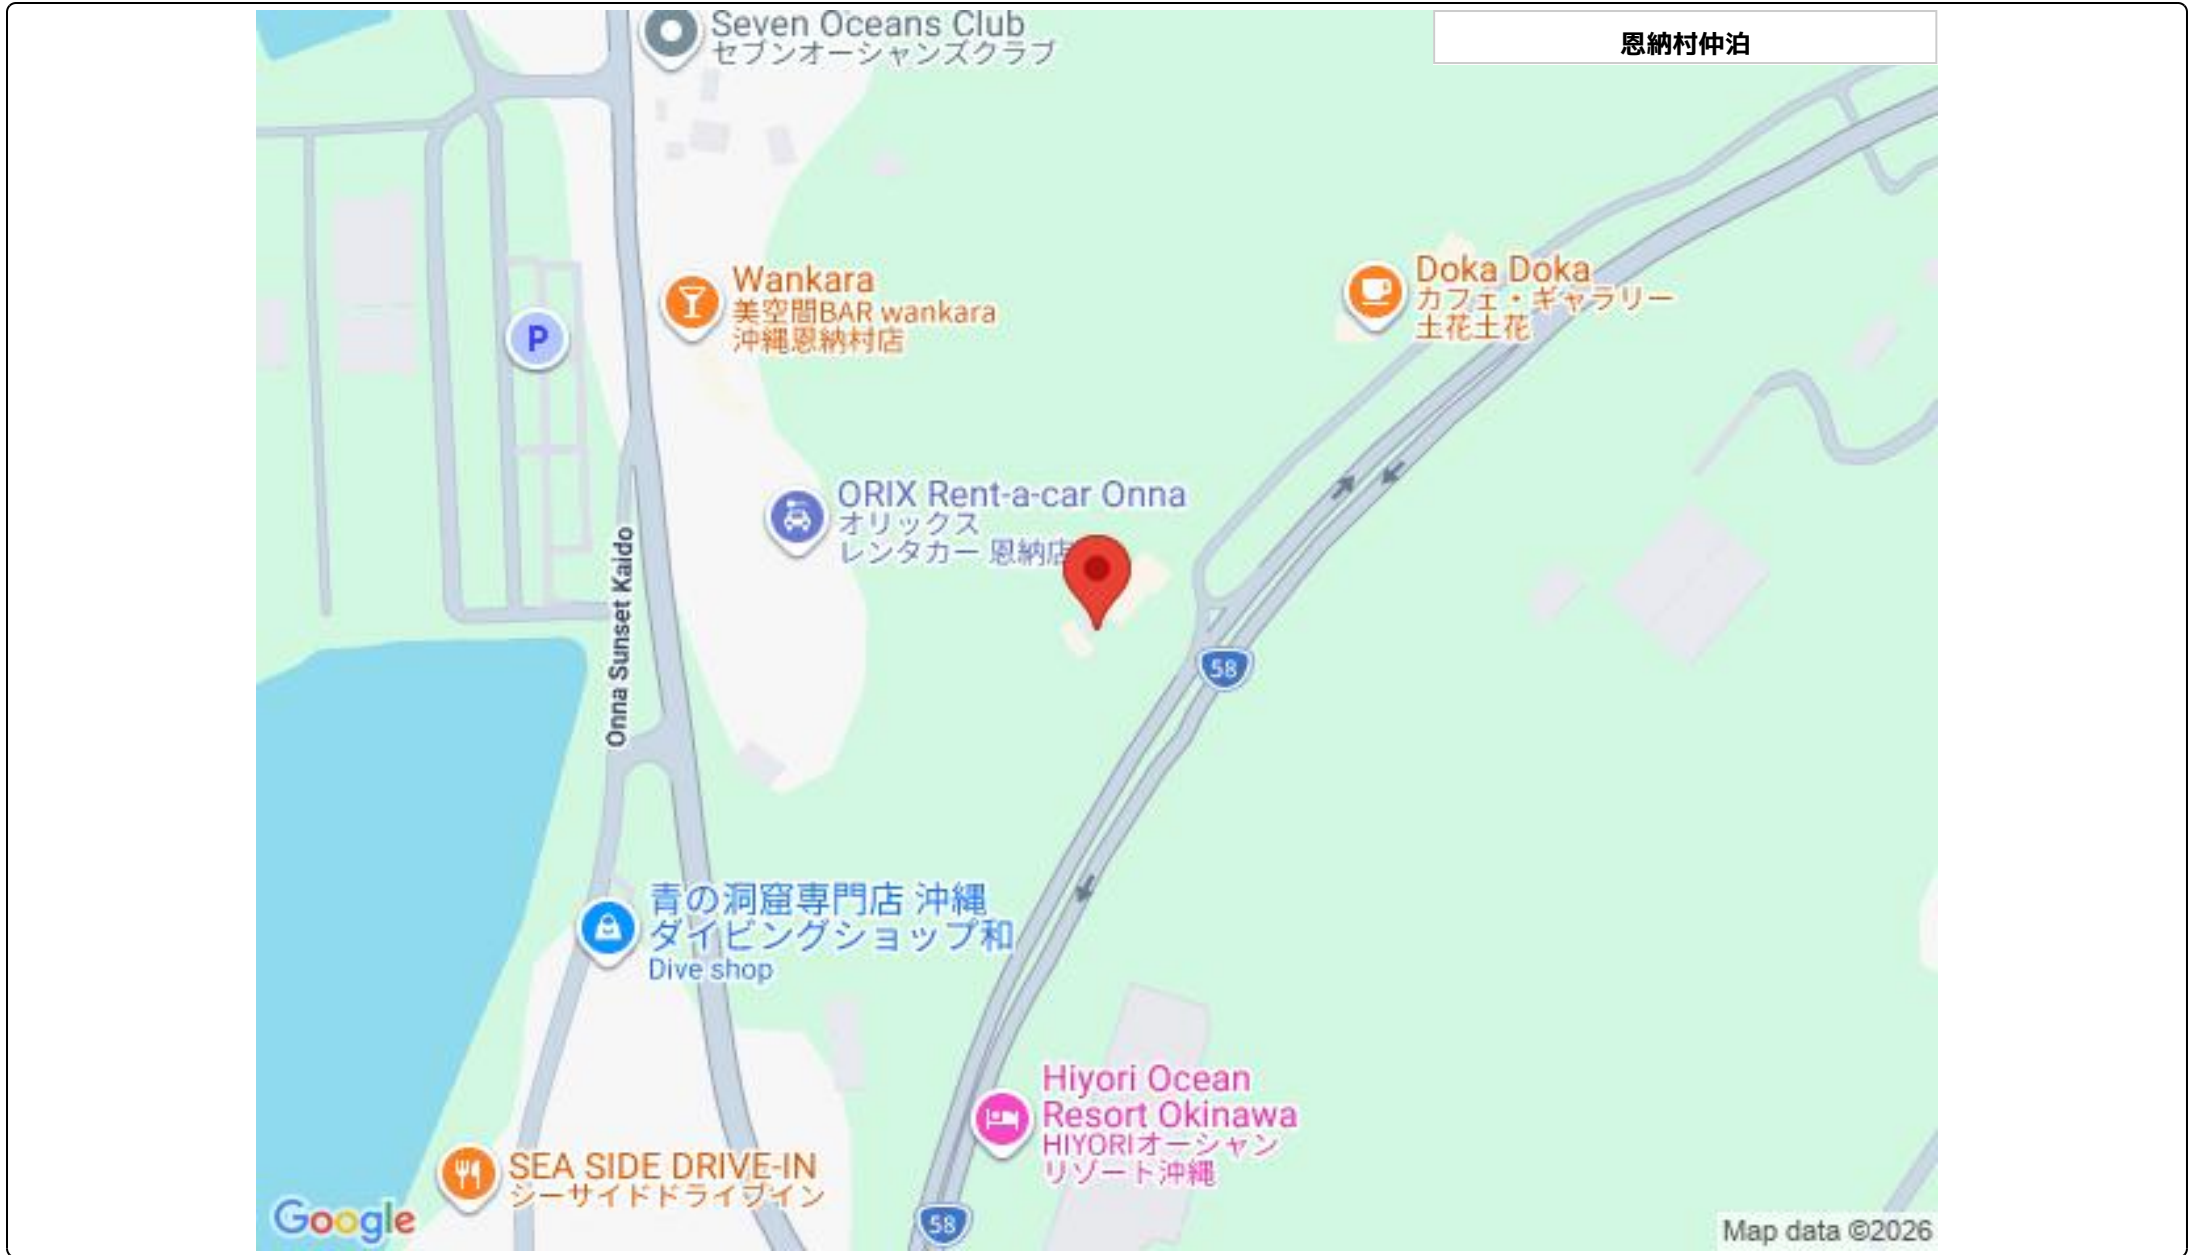 Seven Oceans Club
セブンオーシャンズクラブ
恩納村仲泊
Wankara
美空間BAR wankara
沖縄恩納村店
P
Doka Doka
カフェ・ギャラリー
土花土花
ORIX Rent-a-car Onna
オリックス
レンタカー 恩納店
Onna Sunset Kaido
58
青の洞窟専門店 沖縄
ダイビングショップ和
Dive shop
Hiyori Ocean
Resort Okinawa
HIYORIオーシャン
リゾート沖縄
SEA SIDE DRIVE-IN
シーサイドドライブイン
58
Google
Map data ©2026